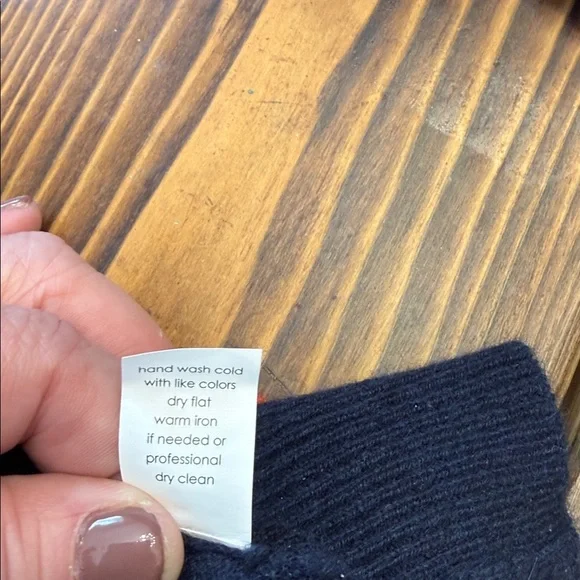 hand wash cold
with like colors
dry flat
warm iron
if needed or
professional
dry clean